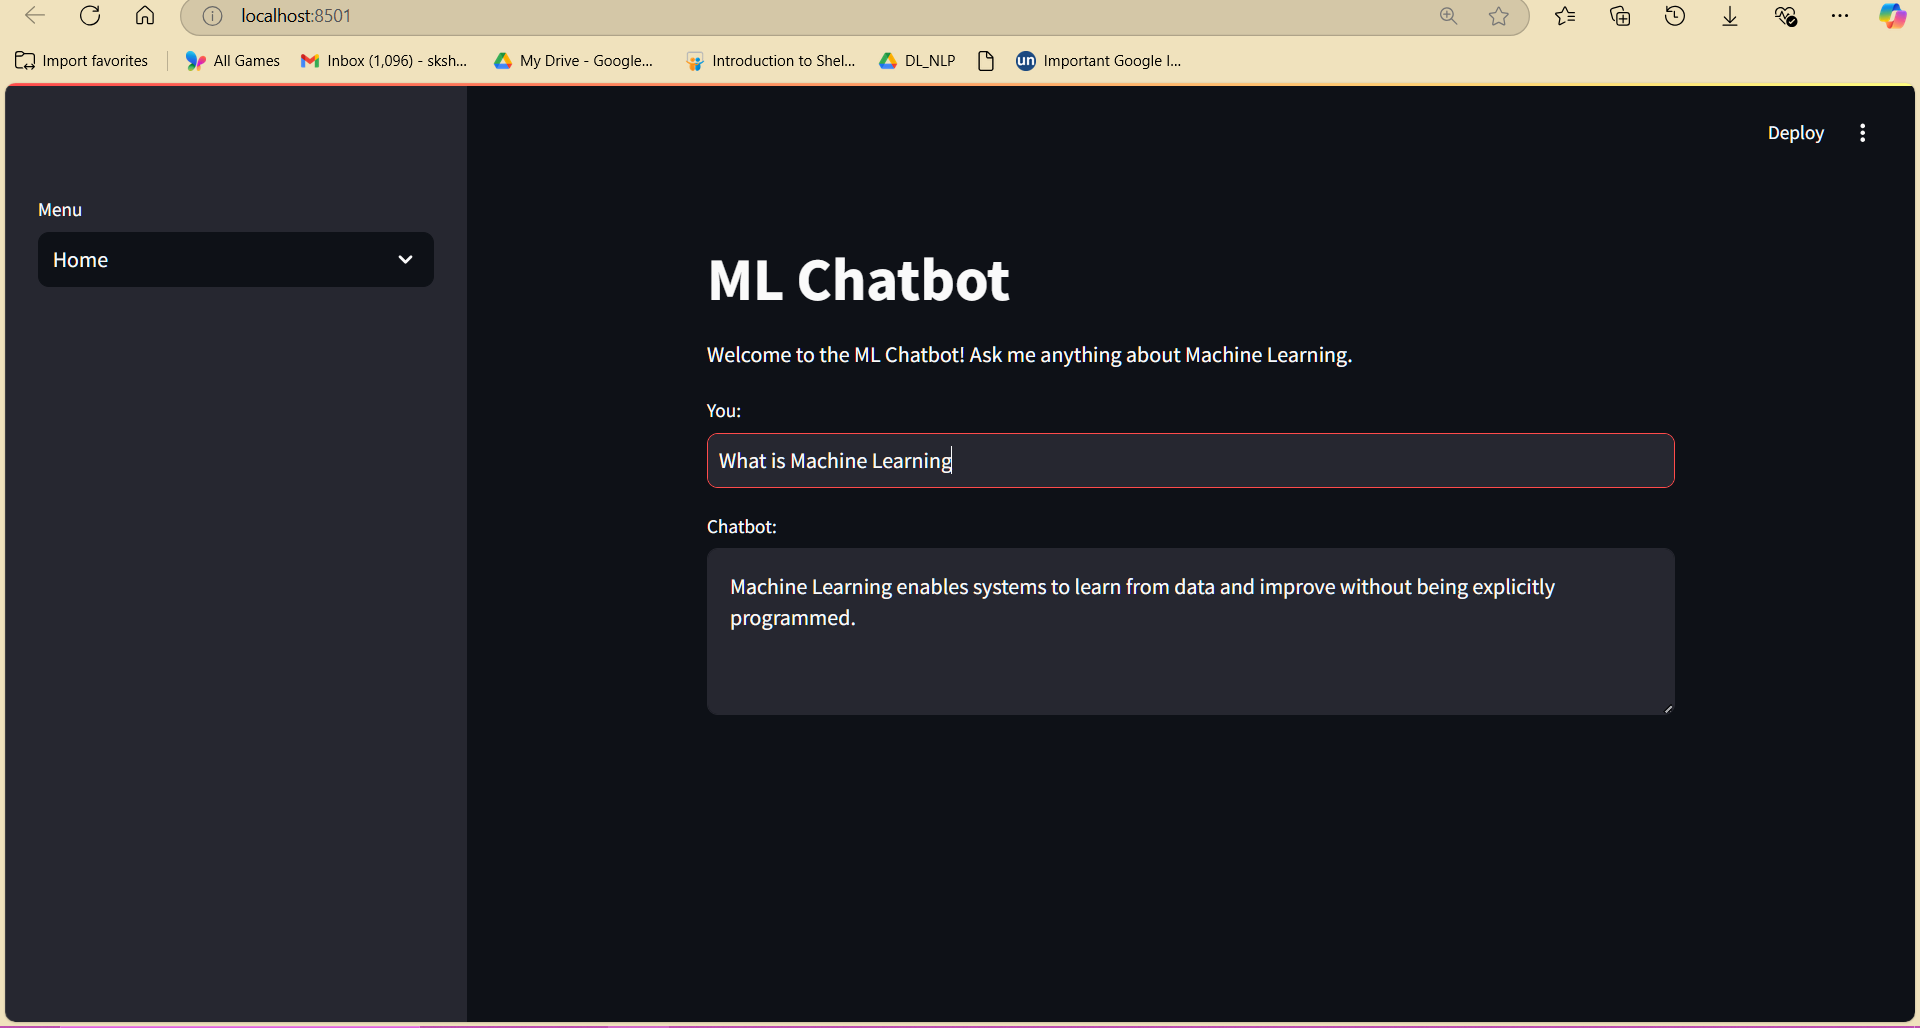 localhost:8501
Import favorites
All Games
Inbox (1,096) - sksh...
My Drive - Google...
Introduction to Shel...
DL_NLP
un
Important Google I...
Deploy
Menu
Home
ML Chatbot
Welcome to the ML Chatbot! Ask me anything about Machine Learning.
You:
What is Machine Learning
Chatbot:
Machine Learning enables systems to learn from data and improve without being explicitly
programmed.